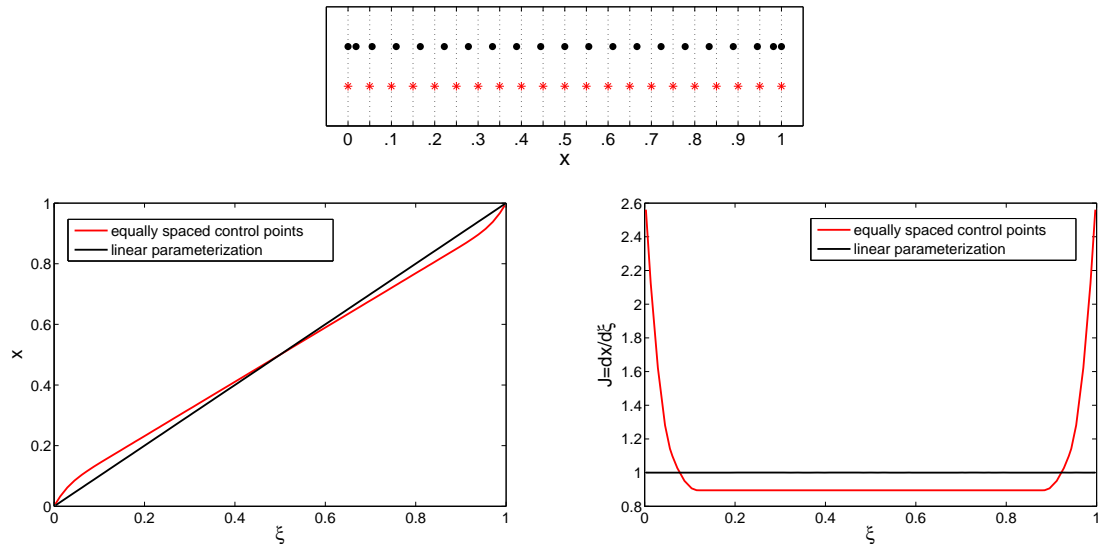 0 .1 .2 .3 .4 .5 .6 .7 .8 .9 1
x
1
0.8
0.6
0.4
0.2
0
x
equally spaced control points
linear parameterization
0 0.2 0.4 0.6 0.8 1
ξ
2.6
2.4
2.2
2
1.8
1.6
1.4
1.2
1
0.8
J=dx/dξ
equally spaced control points
linear parameterization
0 0.2 0.4 0.6 0.8 1
ξ